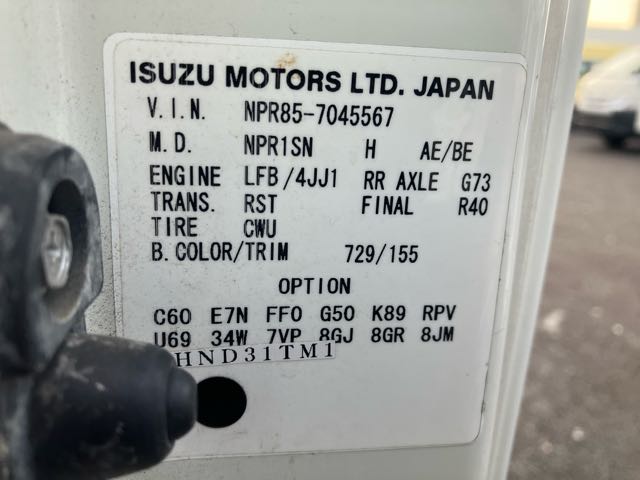 ISUZU MOTORS LTD. JAPAN
V.I.N. NPR85-7045567
M.D. NPR1SN H AE/BE
ENGINE LFB/4JJ1 RR AXLE G73
TRANS. RST FINAL R40
TIRE CWU
B.COLOR/TRIM 729/155
OPTION
C60 E7N FF0 G50 K89 RPV
U69 34W 7VP 8GJ 8GR 8JM
HND31TM1